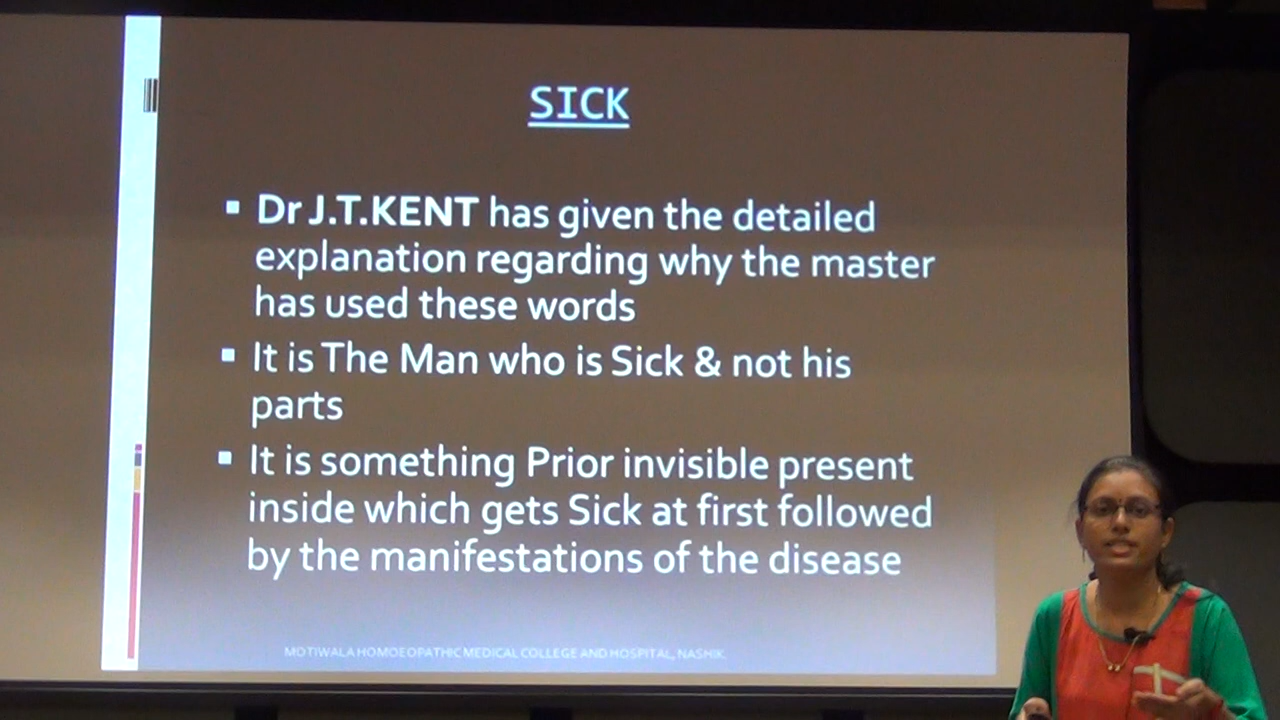 SICK
▪ Dr J.T.KENT has given the detailed
explanation regarding why the master
has used these words
▪ It is The Man who is Sick & not his
parts
▪ It is something Prior invisible present
inside which gets Sick at first followed
by the manifestations of the disease
MOTIWALA HOMOEOPATHIC MEDICAL COLLEGE AND HOSPITAL, NASHIK.